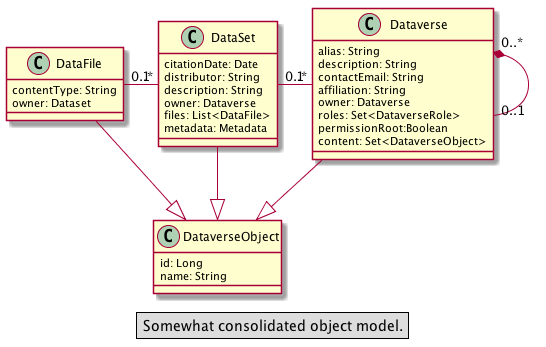 C DataFile
contentType: String
owner: Dataset
0.1*
C DataSet
citationDate: Date
distributor: String
description: String
owner: Dataverse
files: List<DataFile>
metadata: Metadata
0.1*
C Dataverse
alias: String
description: String
contactEmail: String
affiliation: String
owner: Dataverse
roles: Set<DataverseRole>
permissionRoot:Boolean
content: Set<DataverseObject>
0..*
0..1
C DataverseObject
id: Long
name: String
Somewhat consolidated object model.